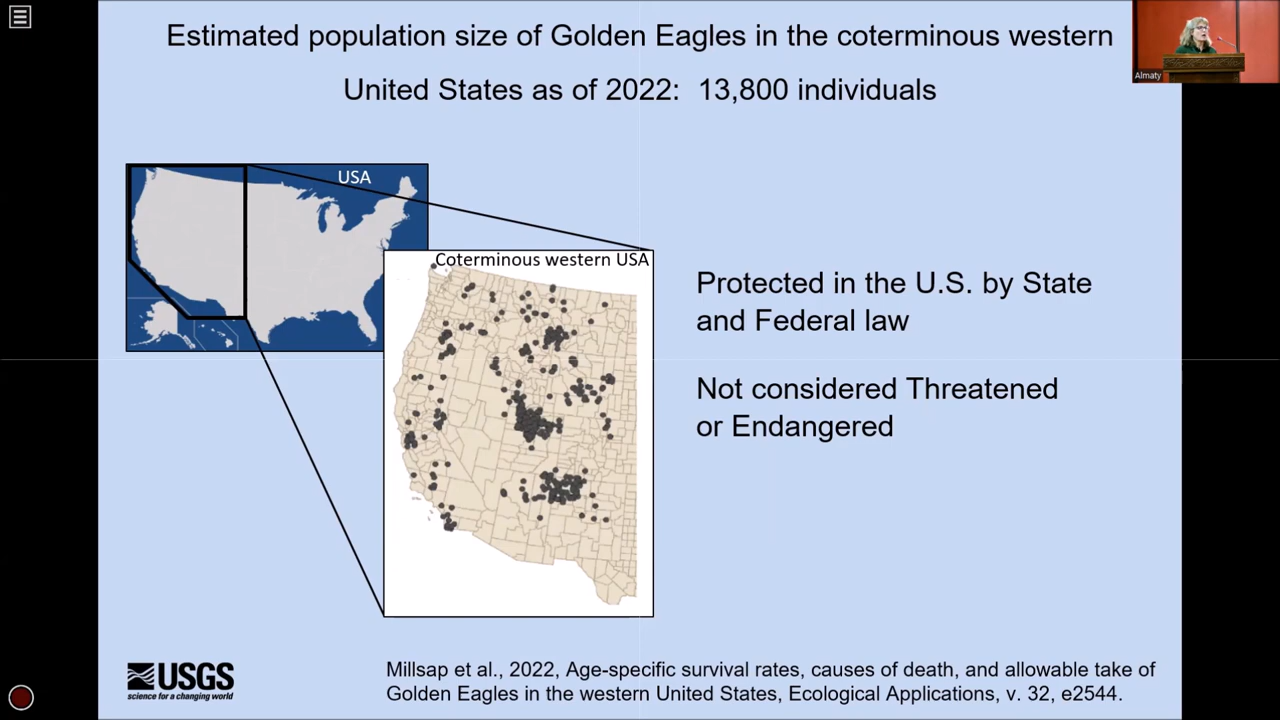 Estimated population size of Golden Eagles in the coterminous western
United States as of 2022: 13,800 individuals
Almaty
USA
Coterminous western USA
Protected in the U.S. by State
and Federal law
Not considered Threatened
or Endangered
USGS
science for a changing world
Millsap et al., 2022, Age-specific survival rates, causes of death, and allowable take of
Golden Eagles in the western United States, Ecological Applications, v. 32, e2544.